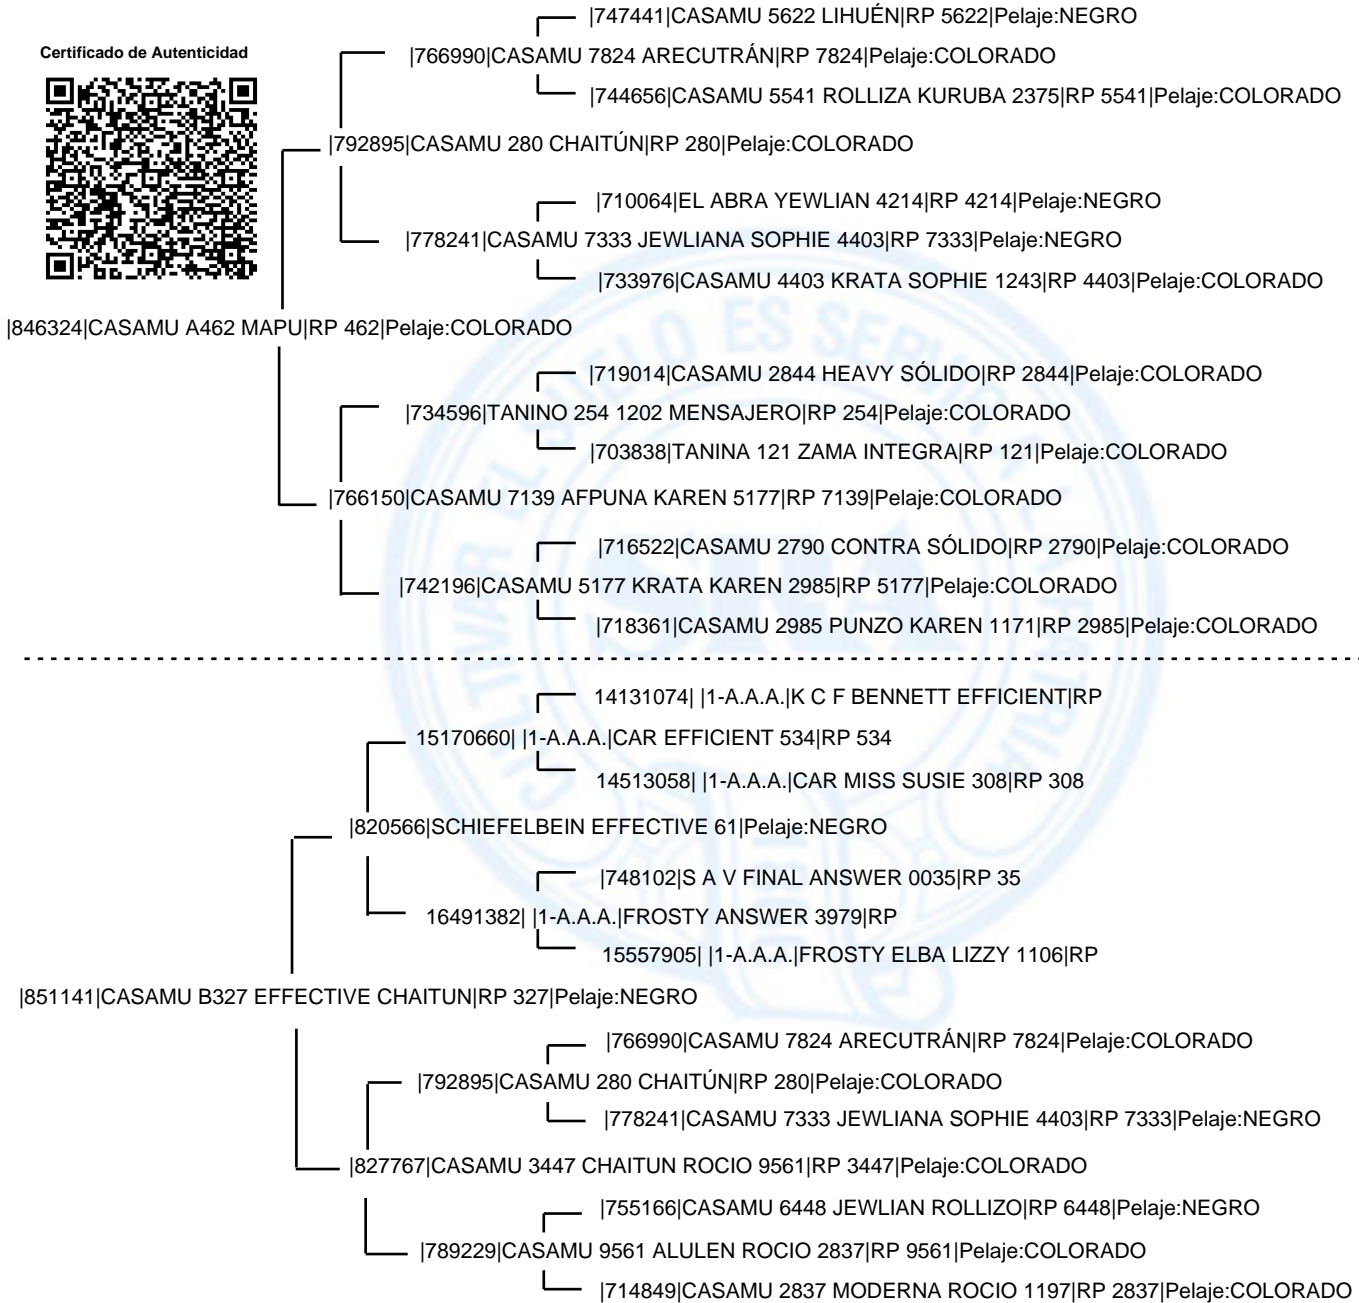 |747441|CASAMU 5622 LIHUÉN|RP 5622|Pelaje:NEGRO
Certificado de Autenticidad
|766990|CASAMU 7824 ARECUTRÁN|RP 7824|Pelaje:COLORADO
|744656|CASAMU 5541 ROLLIZA KURUBA 2375|RP 5541|Pelaje:COLORADO
|792895|CASAMU 280 CHAITÚN|RP 280|Pelaje:COLORADO
|710064|EL ABRA YEWLIAN 4214|RP 4214|Pelaje:NEGRO
|778241|CASAMU 7333 JEWLIANA SOPHIE 4403|RP 7333|Pelaje:NEGRO
|733976|CASAMU 4403 KRATA SOPHIE 1243|RP 4403|Pelaje:COLORADO
|846324|CASAMU A462 MAPU|RP 462|Pelaje:COLORADO
|719014|CASAMU 2844 HEAVY SÓLIDO|RP 2844|Pelaje:COLORADO
|734596|TANINO 254 1202 MENSAJERO|RP 254|Pelaje:COLORADO
|703838|TANINA 121 ZAMA INTEGRA|RP 121|Pelaje:COLORADO
|766150|CASAMU 7139 AFPUNA KAREN 5177|RP 7139|Pelaje:COLORADO
|716522|CASAMU 2790 CONTRA SÓLIDO|RP 2790|Pelaje:COLORADO
|742196|CASAMU 5177 KRATA KAREN 2985|RP 5177|Pelaje:COLORADO
|718361|CASAMU 2985 PUNZO KAREN 1171|RP 2985|Pelaje:COLORADO
14131074| |1-A.A.A.|K C F BENNETT EFFICIENT|RP
15170660| |1-A.A.A.|CAR EFFICIENT 534|RP 534
14513058| |1-A.A.A.|CAR MISS SUSIE 308|RP 308
|820566|SCHIEFELBEIN EFFECTIVE 61|Pelaje:NEGRO
|748102|S A V FINAL ANSWER 0035|RP 35
16491382| |1-A.A.A.|FROSTY ANSWER 3979|RP
15557905| |1-A.A.A.|FROSTY ELBA LIZZY 1106|RP
|851141|CASAMU B327 EFFECTIVE CHAITUN|RP 327|Pelaje:NEGRO
|766990|CASAMU 7824 ARECUTRÁN|RP 7824|Pelaje:COLORADO
|792895|CASAMU 280 CHAITÚN|RP 280|Pelaje:COLORADO
|778241|CASAMU 7333 JEWLIANA SOPHIE 4403|RP 7333|Pelaje:NEGRO
|827767|CASAMU 3447 CHAITUN ROCIO 9561|RP 3447|Pelaje:COLORADO
|755166|CASAMU 6448 JEWLIAN ROLLIZO|RP 6448|Pelaje:NEGRO
|789229|CASAMU 9561 ALULEN ROCIO 2837|RP 9561|Pelaje:COLORADO
|714849|CASAMU 2837 MODERNA ROCIO 1197|RP 2837|Pelaje:COLORADO
CULTIVAR EL SUELO ES SERVIR A LA PATRIA
SRA
1866